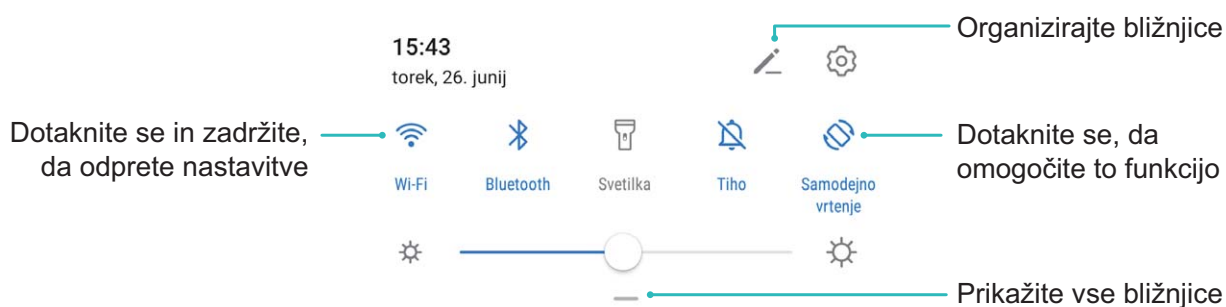 Organizirajte bližnjice
15:43
torek, 26. junij
Dotaknite se in zadržite,
da odprete nastavitve
Dotaknite se, da
omogočite to funkcijo
Wi-Fi
Bluetooth
Svetilka
Tiho
Samodejno
vrtenje
Prikažite vse bližnjice